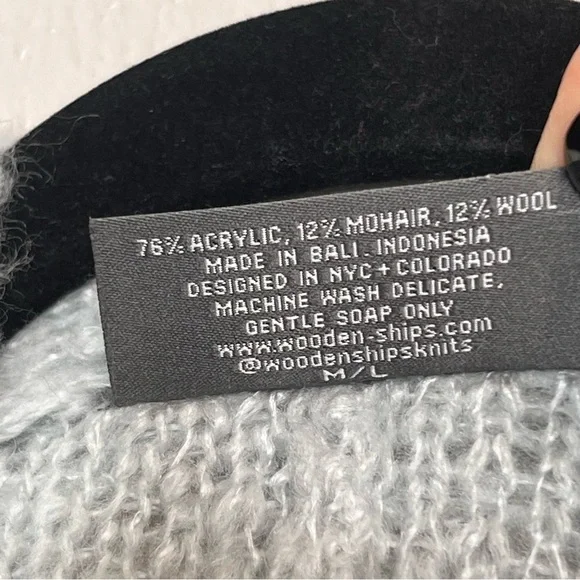 76% ACRYLIC, 12% MOHAIR, 12% WOOL
MADE IN BALI. INDONESIA
DESIGNED IN NYC + COLORADO
MACHINE WASH DELICATE,
GENTLE SOAP ONLY
www.wooden-ships.com
@woodenshipsknits
M/L